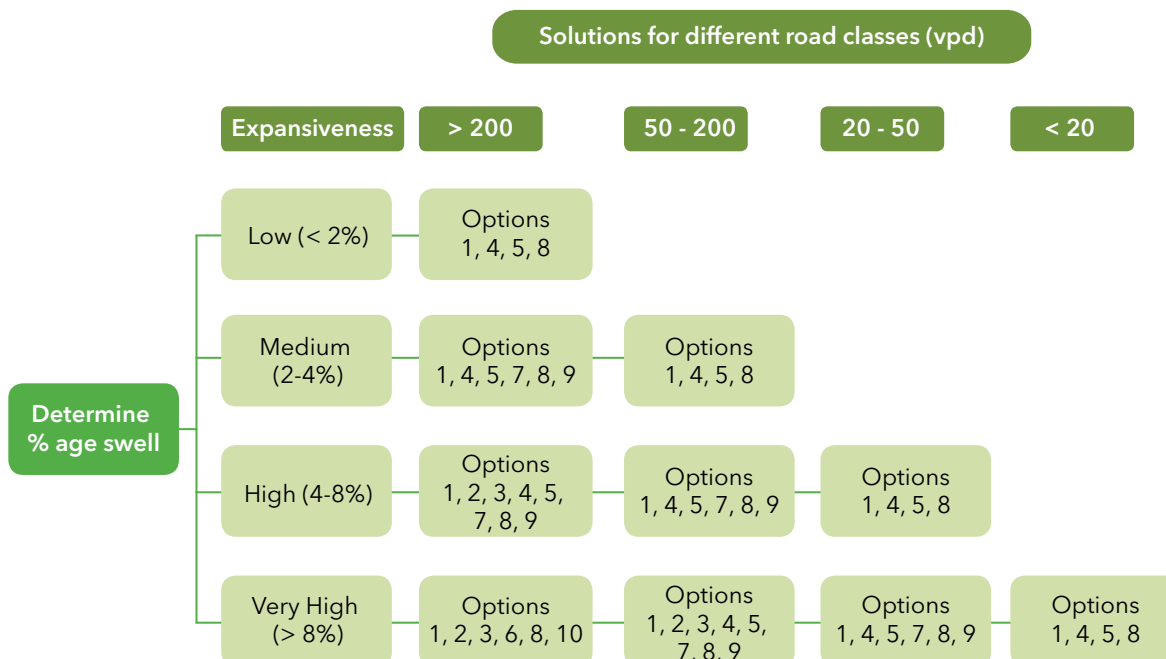 Solutions for different road classes (vpd)
Expansiveness
> 200
50 - 200
20 - 50
< 20
Low (< 2%)
Options
1, 4, 5, 8
Medium
(2-4%)
Options
1, 4, 5, 7, 8, 9
Options
1, 4, 5, 8
Determine
% age swell
High (4-8%)
Options
1, 2, 3, 4, 5,
7, 8, 9
Options
1, 4, 5, 7, 8, 9
Options
1, 4, 5, 8
Very High
(> 8%)
Options
1, 2, 3, 6, 8, 10
Options
1, 2, 3, 4, 5,
7, 8, 9
Options
1, 4, 5, 7, 8, 9
Options
1, 4, 5, 8